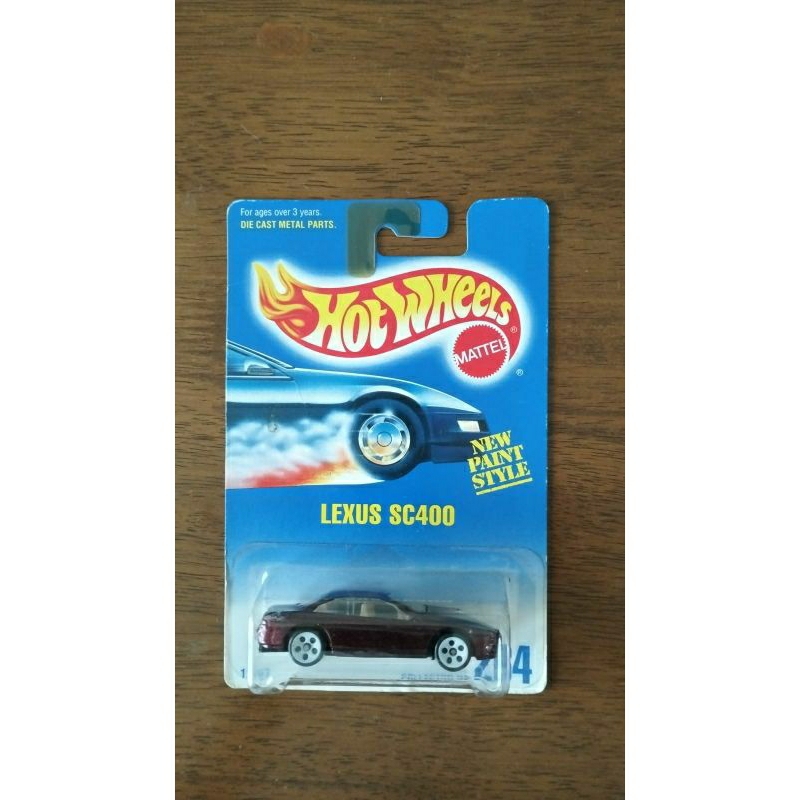 For ages over 3 years.
DIE CAST METAL PARTS.
HOT WHEELS ®
MATTEL
®
NEW
PAINT
STYLE
LEXUS SC400